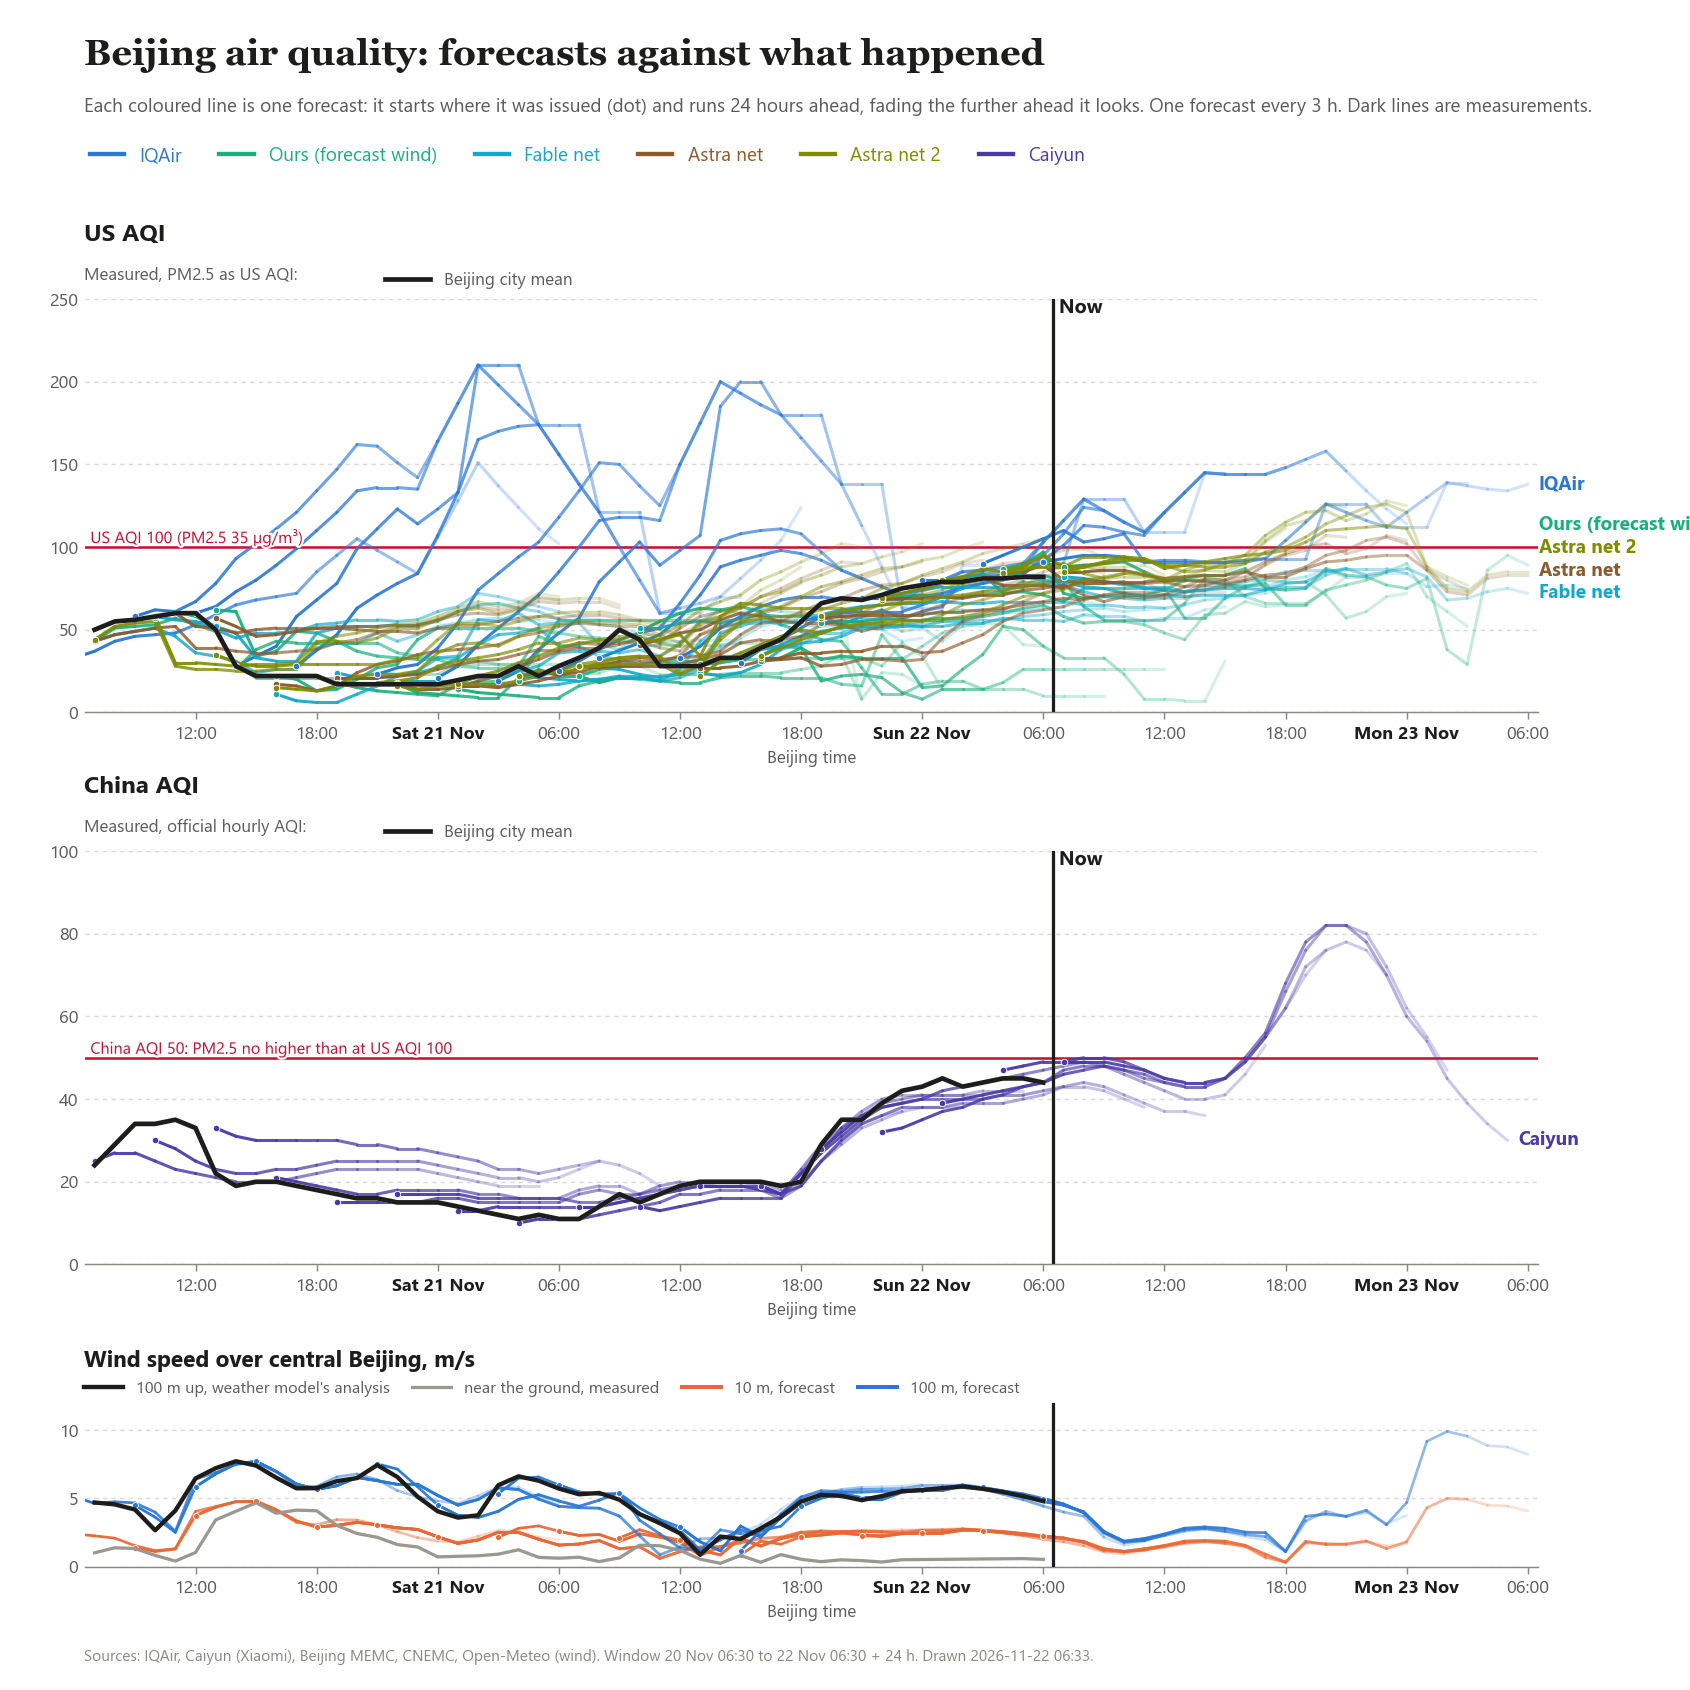 Beijing air quality: forecasts against what happened
Each coloured line is one forecast: it starts where it was issued (dot) and runs 24 hours ahead, fading the further ahead it looks. One forecast every 3 h. Dark lines are measurements.
IQAir Ours (forecast wind) Fable net Astra net Astra net 2 Caiyun
US AQI
Measured, PM2.5 as US AQI: Beijing city mean
250
Now
200
150
IQAir
Ours (forecast wi
US AQI 100 (PM2.5 35 µg/m³)
100
Astra net 2
Astra net
Fable net
50
0
12:00 18:00 Sat 21 Nov 06:00 12:00 18:00 Sun 22 Nov 06:00 12:00 18:00 Mon 23 Nov 06:00
Beijing time
China AQI
Measured, official hourly AQI: Beijing city mean
100
Now
80
60
China AQI 50: PM2.5 no higher than at US AQI 100
40
Caiyun
20
0
12:00 18:00 Sat 21 Nov 06:00 12:00 18:00 Sun 22 Nov 06:00 12:00 18:00 Mon 23 Nov 06:00
Beijing time
Wind speed over central Beijing, m/s
100 m up, weather model's analysis near the ground, measured 10 m, forecast 100 m, forecast
10
5
0
12:00 18:00 Sat 21 Nov 06:00 12:00 18:00 Sun 22 Nov 06:00 12:00 18:00 Mon 23 Nov 06:00
Beijing time
Sources: IQAir, Caiyun (Xiaomi), Beijing MEMC, CNEMC, Open-Meteo (wind). Window 20 Nov 06:30 to 22 Nov 06:30 + 24 h. Drawn 2026-11-22 06:33.